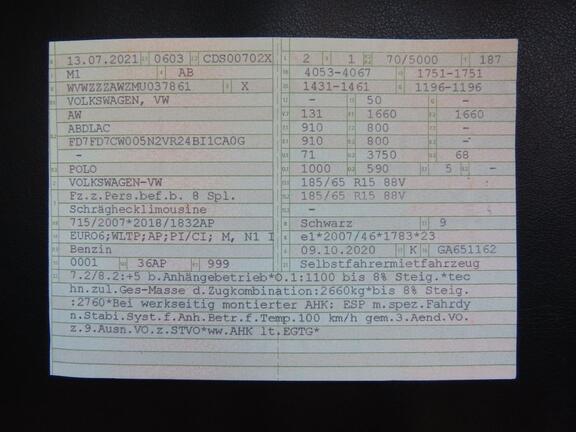 13.07.2021 0603 CDS00702X
M1 AB
WVWZZZAWZMU037861 X
VOLKSWAGEN, VW
AW
ABDLAC
FD7FD7CW005N2VR24BI1CA0G
-
POLO
VOLKSWAGEN-VW
Fz.z.Pers.bef.b. 8 Spl.
Schräghecklimousine
715/2007*2018/1832AP
EURO6;WLTP;AP;PI/CI; M, N1 I
Benzin
0001 36AP 999
2 1 70/5000 187
4053-4067 1751-1751
1431-1461 1196-1196
- 50 -
131 1660 1660
910 800 -
910 800 -
71 3750 68
1000 590 5 -
185/65 R15 88V
185/65 R15 88V
-
Schwarz 9
e1*2007/46*1783*23
09.10.2020 K GA651162
Selbstfahrermietfahrzeug
7.2/8.2:+5 b.Anhängebetrieb*O.1:1100 bis 8% Steig.*tec
hn.zul.Ges-Masse d.Zugkombination:2660kg*bis 8% Steig.
:2760*Bei werkseitig montierter AHK: ESP m.spez.Fahrdy
n.Stabi.Syst.f.Anh.Betr.f.Temp.100 km/h gem.3.Aend.VO.
z.9.Ausn.VO.z.STVO*ww.AHK lt.EGTG*